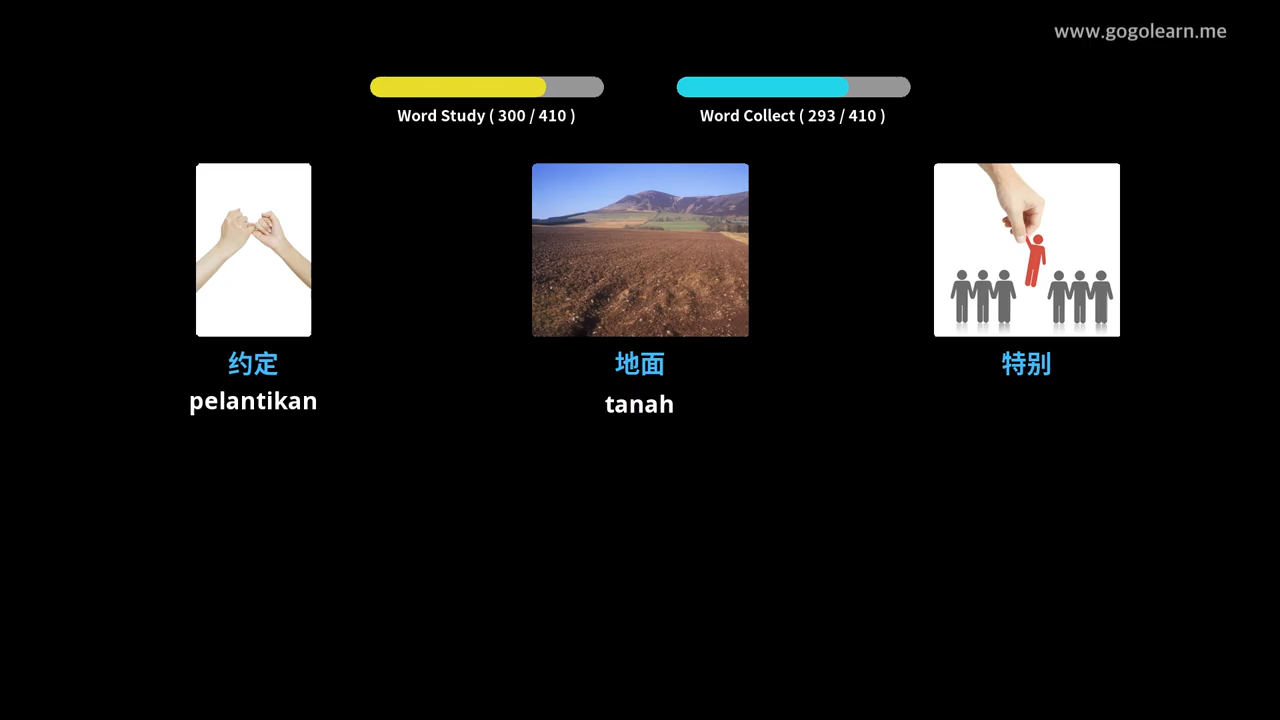 www.gogolearn.me
Word Study ( 300 / 410 )
Word Collect ( 293 / 410 )
约定
地面
特别
pelantikan
tanah